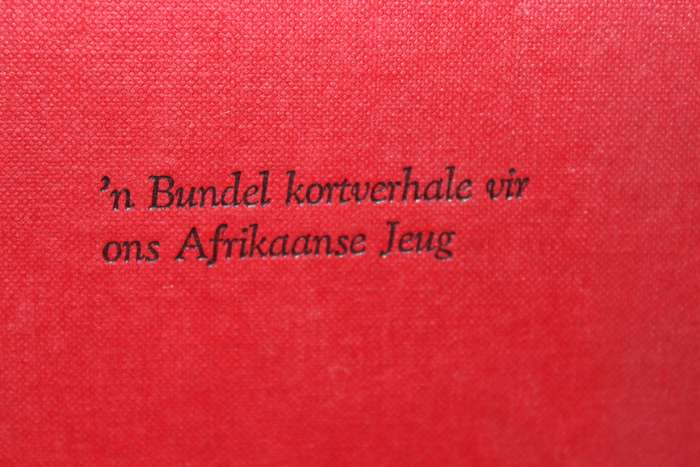 'n Bundel kortverhale vir
ons Afrikaanse Jeug